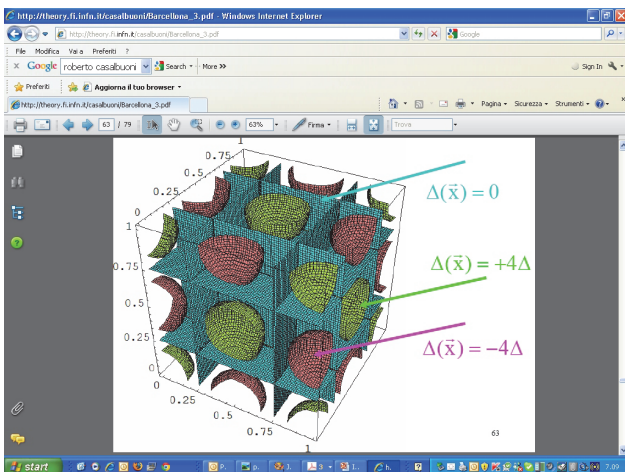 http://theory.fi.infn.it/casalbuoni/Barcellona_3.pdf - Windows Internet Explorer
http://theory.fi.infn.it/casalbuoni/Barcellona_3.pdf
Google
File Modifica Vai a Preferiti ?
x Google roberto casalbuoni Search More >> Sign In
Preferiti Aggiorna il tuo browser
http://theory.fi.infn.it/casalbuoni/Barcellona_3.pdf Pagina Sicurezza Strumenti
63 / 79 63% Firma Trova
1
0.75
0.5
0.25
0
1
0.75
0.5
0.25
0
0
0.25
0.5
0.75
1
Δ(x⃗) = 0
Δ(x⃗) = +4Δ
Δ(x⃗) = −4Δ
63
start 7.09